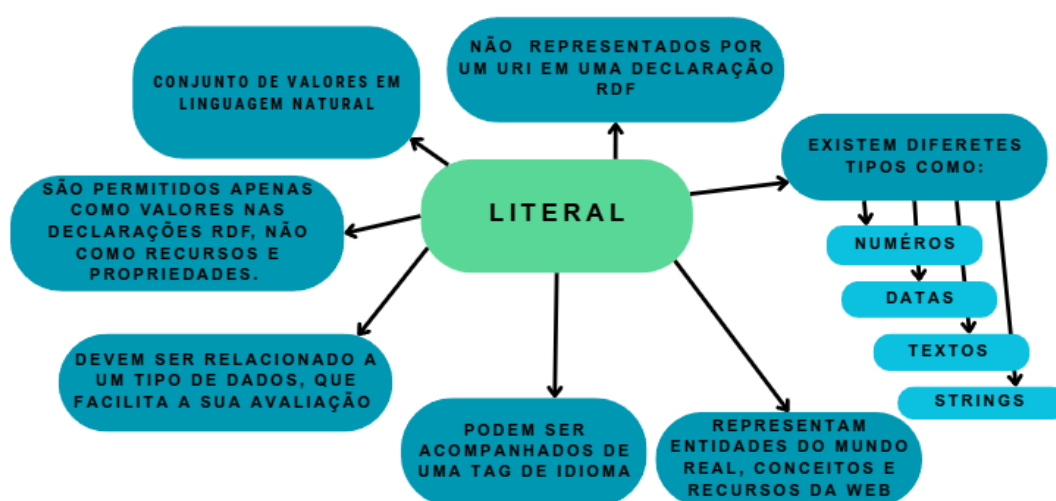 CONJUNTO DE VALORES EM
LINGUAGEM NATURAL
NÃO REPRESENTADOS POR
UM URI EM UMA DECLARAÇÃO
RDF
EXISTEM DIFERETES
TIPOS COMO:
NUMÉROS
DATAS
TEXTOS
STRINGS
LITERAL
SÃO PERMITIDOS APENAS
COMO VALORES NAS
DECLARAÇÕES RDF, NÃO
COMO RECURSOS E
PROPRIEDADES.
DEVEM SER RELACIONADO A
UM TIPO DE DADOS, QUE
FACILITA A SUA AVALIAÇÃO
PODEM SER
ACOMPANHADOS DE
UMA TAG DE IDIOMA
REPRESENTAM
ENTIDADES DO MUNDO
REAL, CONCEITOS E
RECURSOS DA WEB